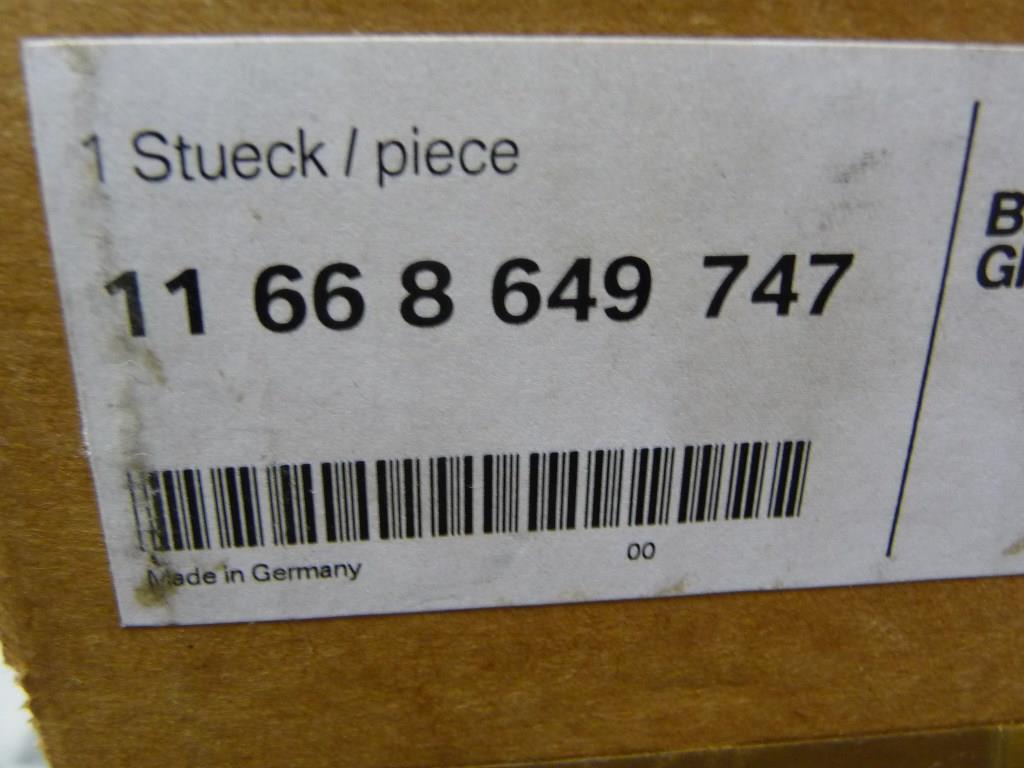 1 Stueck / piece
11 66 8 649 747
00
Made in Germany